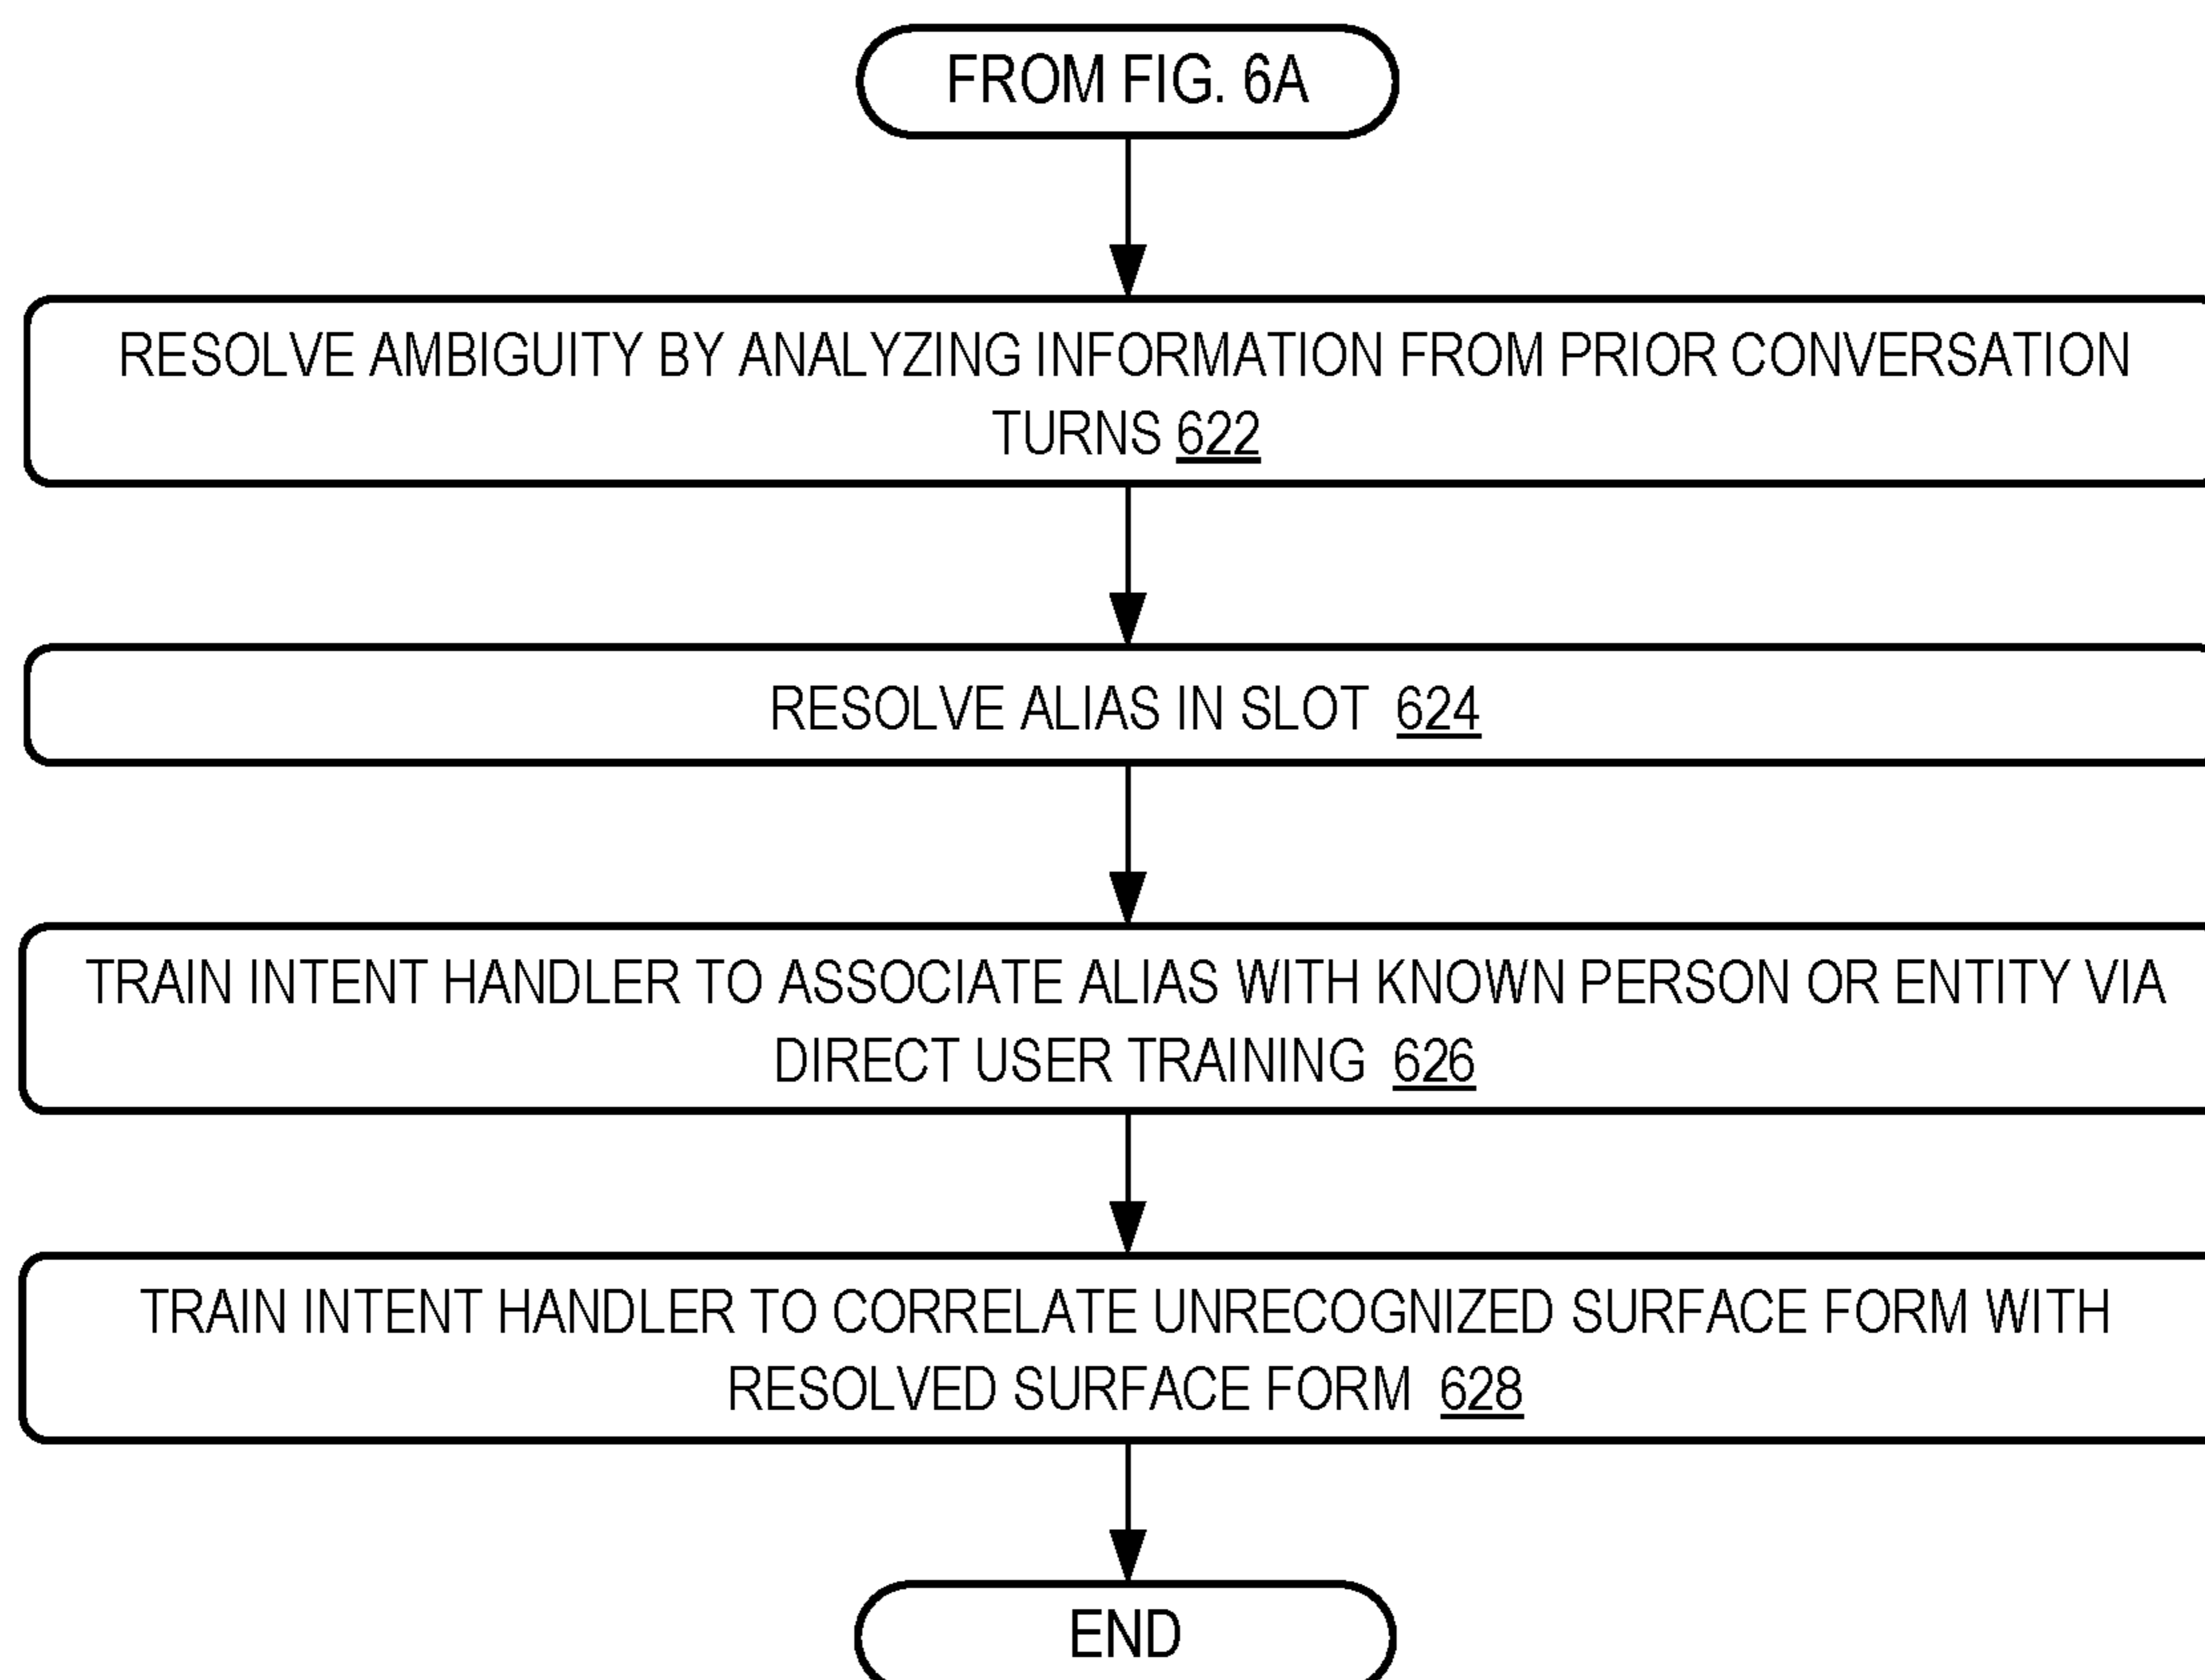 FROM FIG. 6A
RESOLVE AMBIGUITY BY ANALYZING INFORMATION FROM PRIOR CONVERSATION
TURNS 622
RESOLVE ALIAS IN SLOT 624
TRAIN INTENT HANDLER TO ASSOCIATE ALIAS WITH KNOWN PERSON OR ENTITY VIA
DIRECT USER TRAINING 626
TRAIN INTENT HANDLER TO CORRELATE UNRECOGNIZED SURFACE FORM WITH
RESOLVED SURFACE FORM 628
END